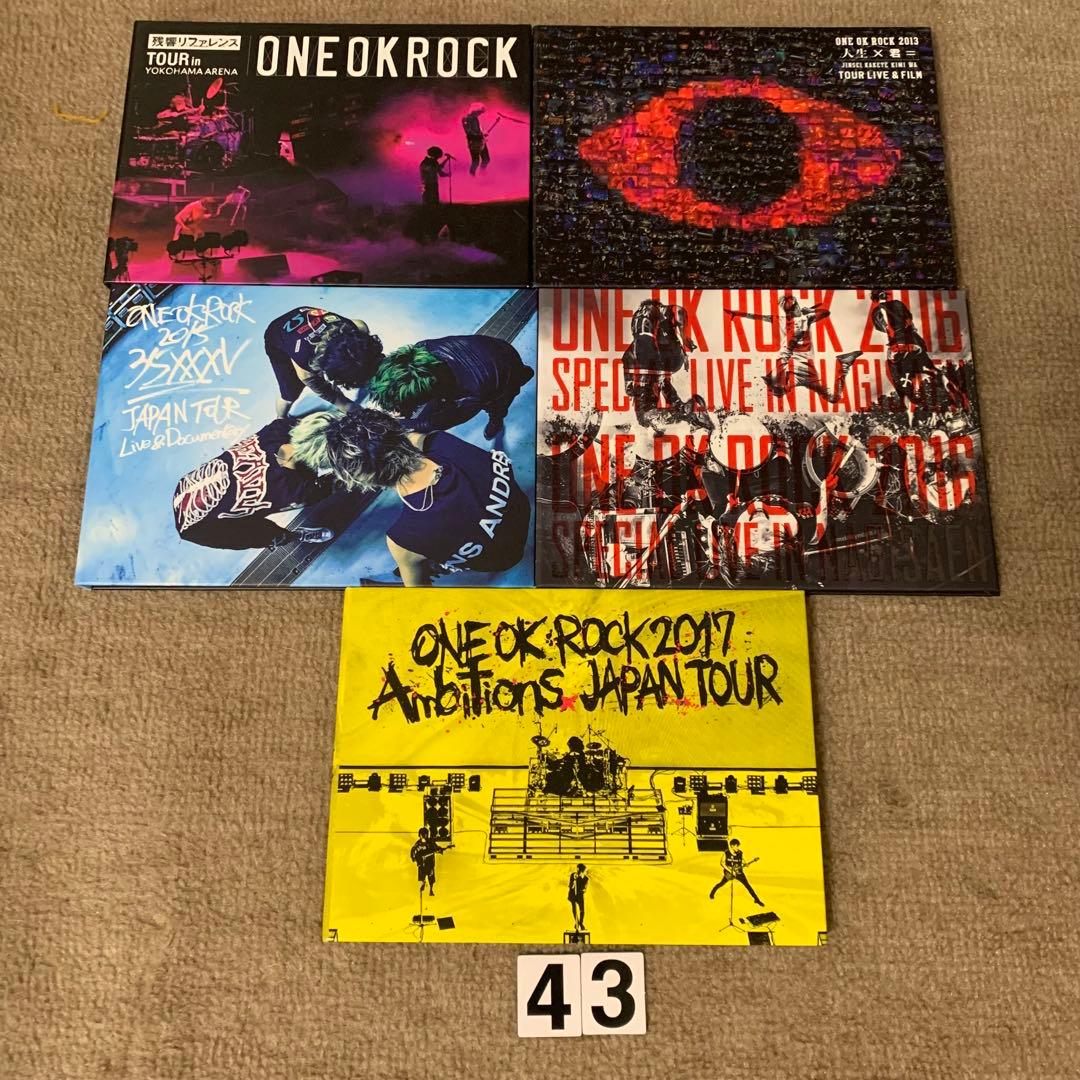 残響リファレンス
TOUR in
YOKOHAMA ARENA
ONE OK ROCK
ONE OK ROCK 2013
人生×君=
JINSEI KAKETE KIMI WA
TOUR LIVE & FILM
ONE OK ROCK
2015
35XXXV
JAPAN TOUR
Live & Documentary
ANDRE
ONE OK ROCK 2016
SPECIAL LIVE IN NAGISAEN
ONE OK ROCK 2016
SPECIAL LIVE IN NAGISAEN
ONE OK ROCK 2017
Ambitions JAPAN TOUR
43